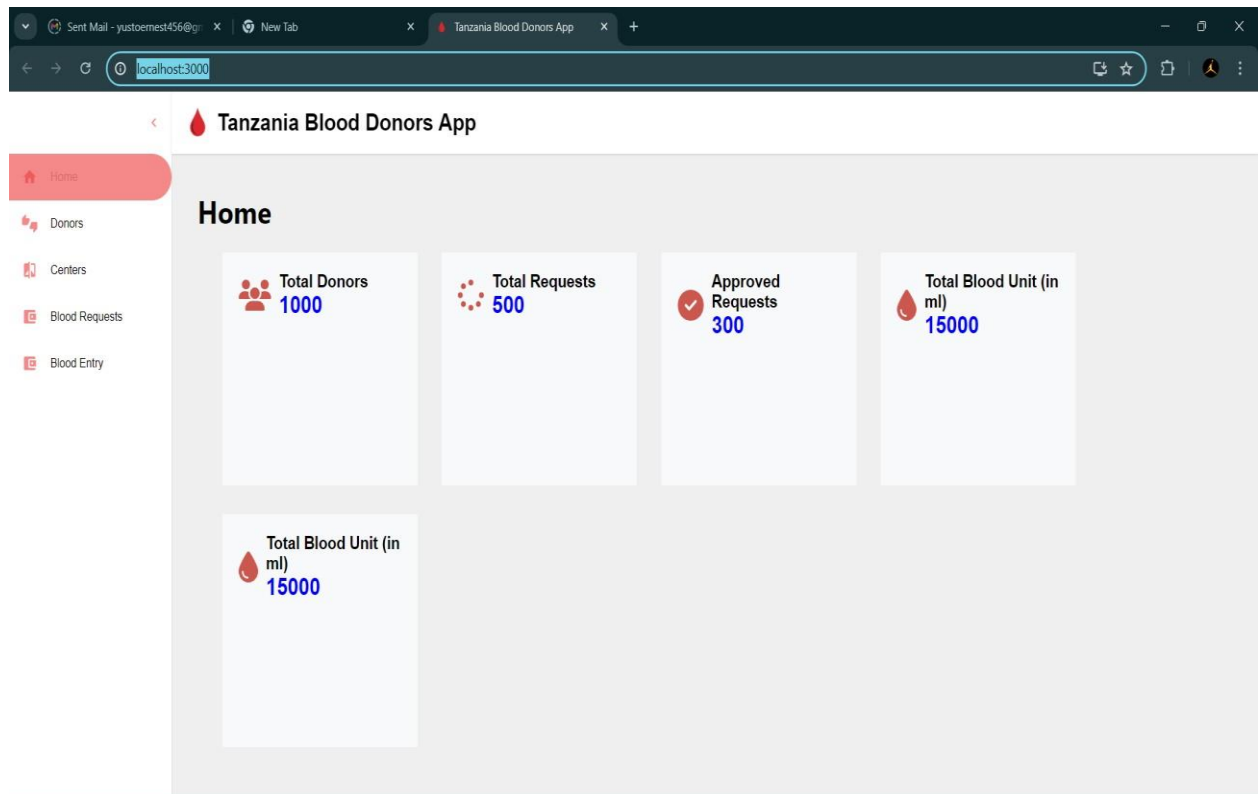 Sent Mail - yustoernest456@gr
New Tab
Tanzania Blood Donors App
localhost:3000
Tanzania Blood Donors App
Home
Donors
Centers
Blood Requests
Blood Entry
Home
Total Donors
1000
Total Requests
500
Approved
Requests
300
Total Blood Unit (in
ml)
15000
Total Blood Unit (in
ml)
15000